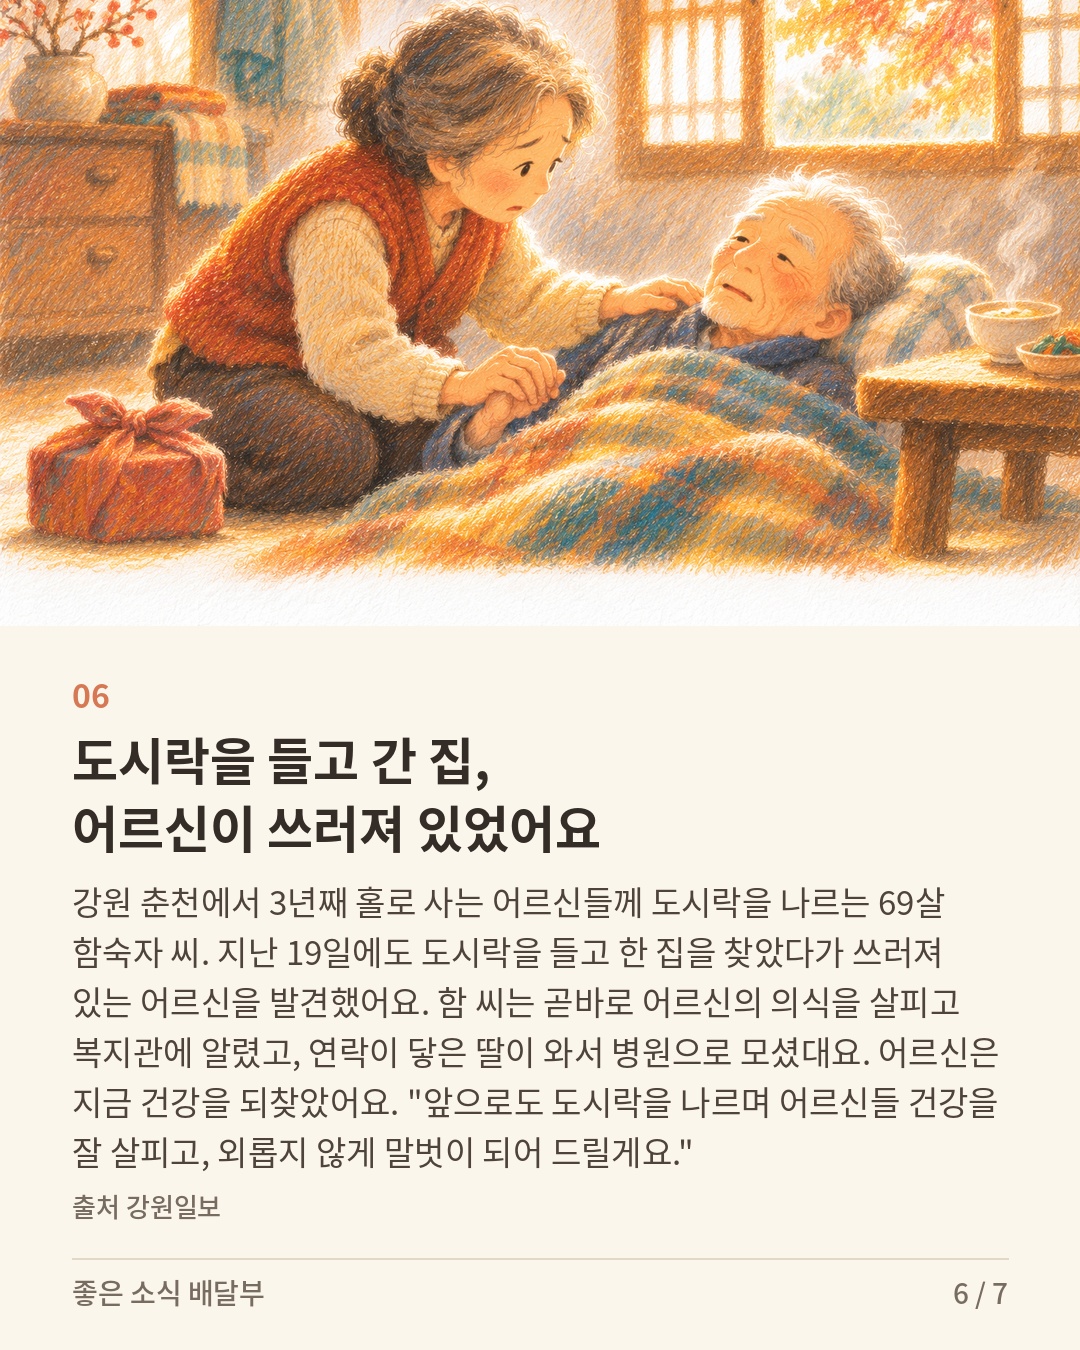 06
도시락을 들고 간 집,
어르신이 쓰러져 있었어요
강원 춘천에서 3년째 홀로 사는 어르신들께 도시락을 나르는 69살
함숙자 씨. 지난 19일에도 도시락을 들고 한 집을 찾았다가 쓰러져
있는 어르신을 발견했어요. 함 씨는 곧바로 어르신의 의식을 살피고
복지관에 알렸고, 연락이 닿은 딸이 와서 병원으로 모셨대요. 어르신은
지금 건강을 되찾았어요. "앞으로도 도시락을 나르며 어르신들 건강을
잘 살피고, 외롭지 않게 말벗이 되어 드릴게요."
출처 강원일보
좋은 소식 배달부
6 / 7